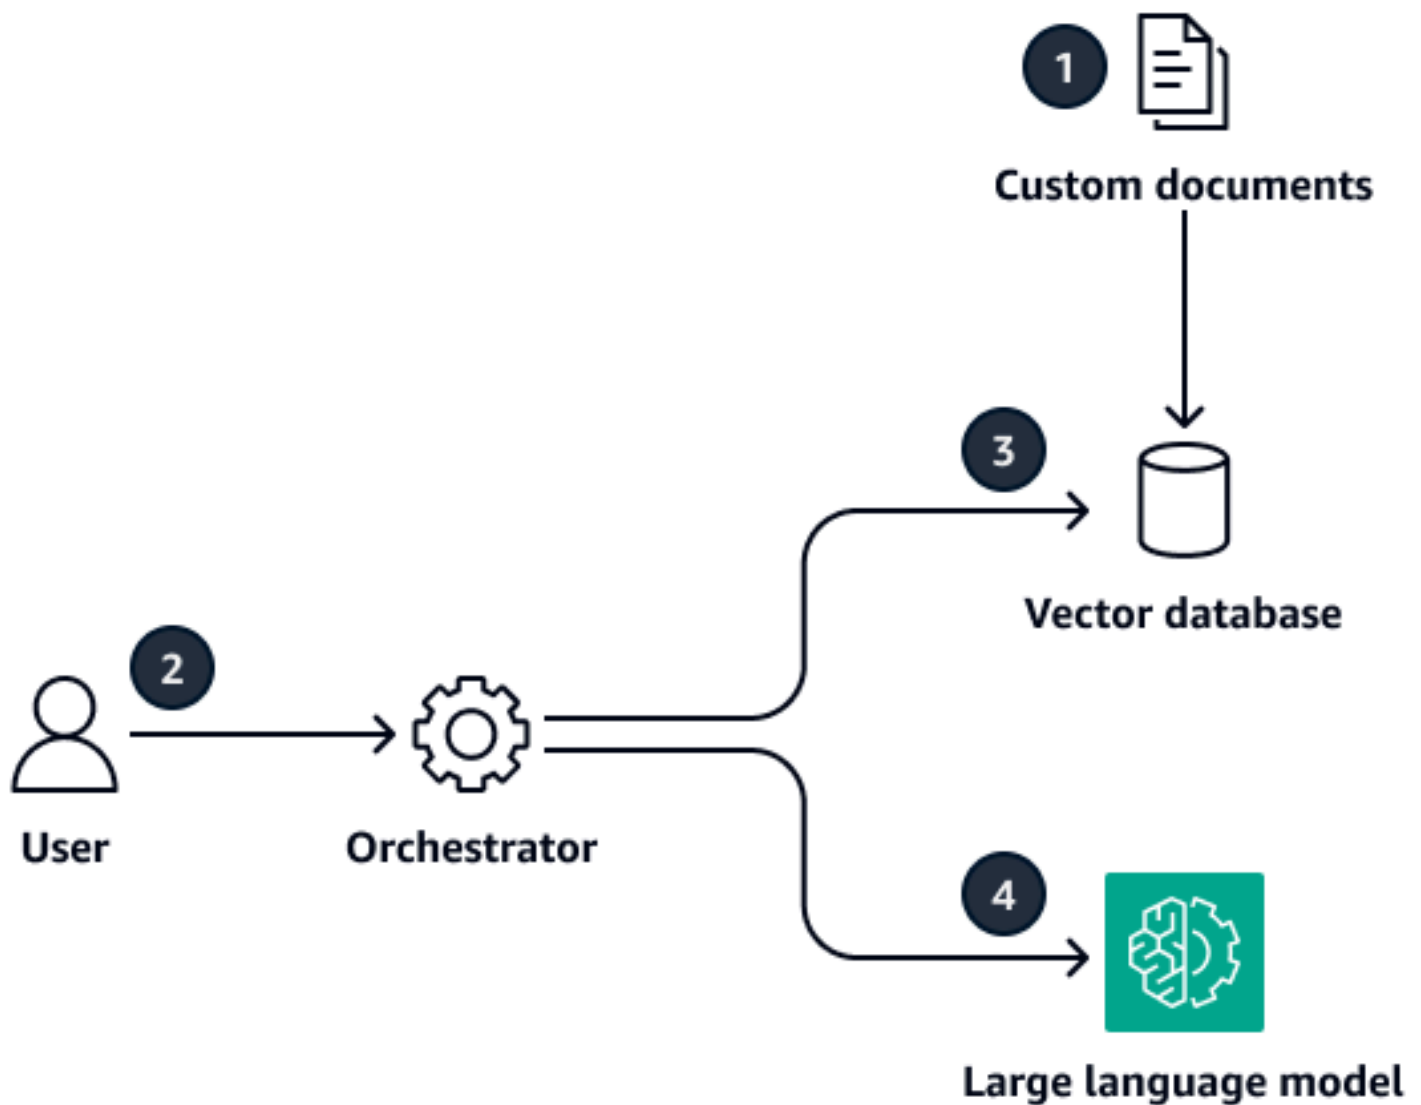 1
Custom documents
3
Vector database
2
User
Orchestrator
4
Large language model